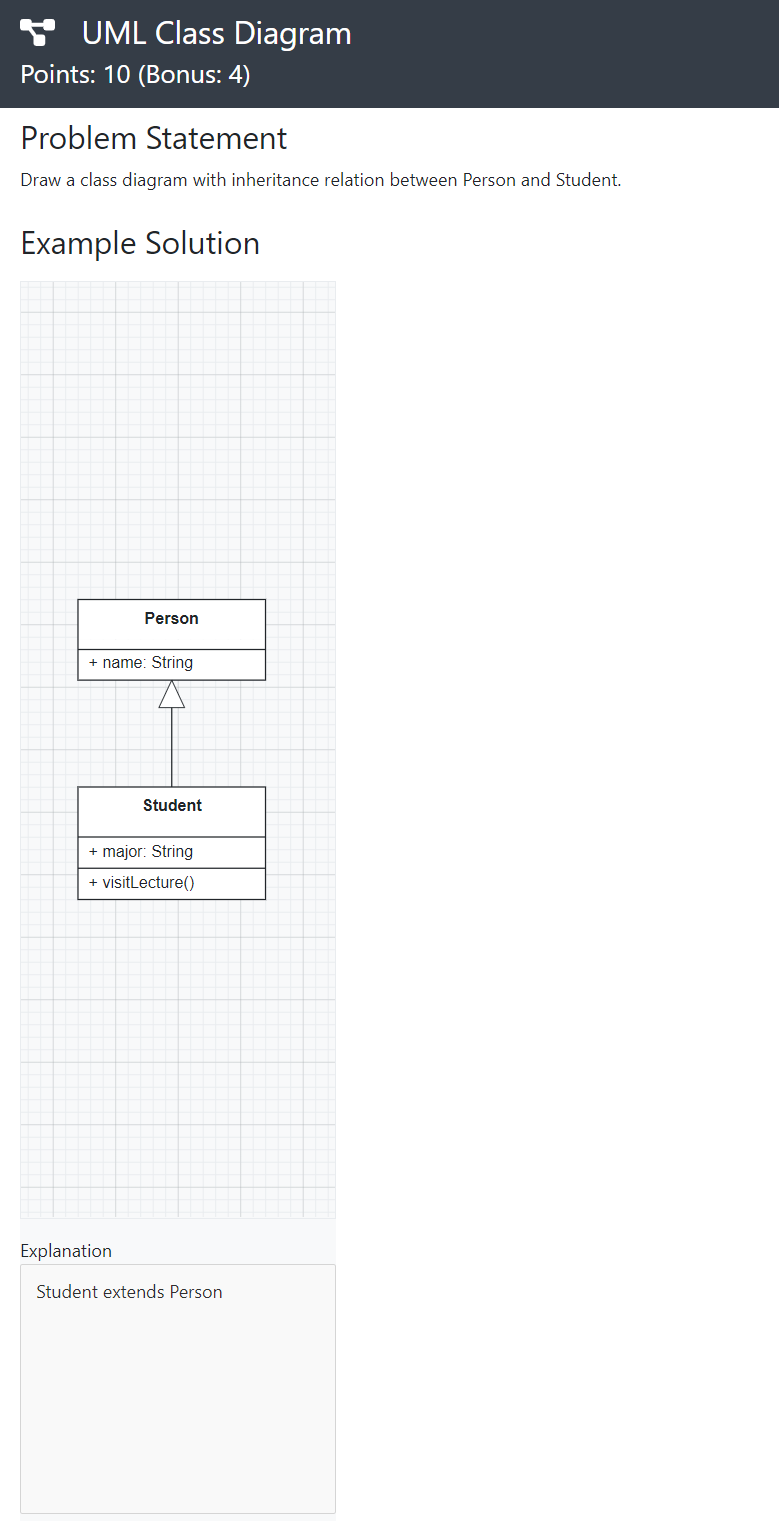 UML Class Diagram
Points: 10 (Bonus: 4)
Problem Statement
Draw a class diagram with inheritance relation between Person and Student.
Example Solution
Person
+ name: String
Student
+ major: String
+ visitLecture()
Explanation
Student extends Person